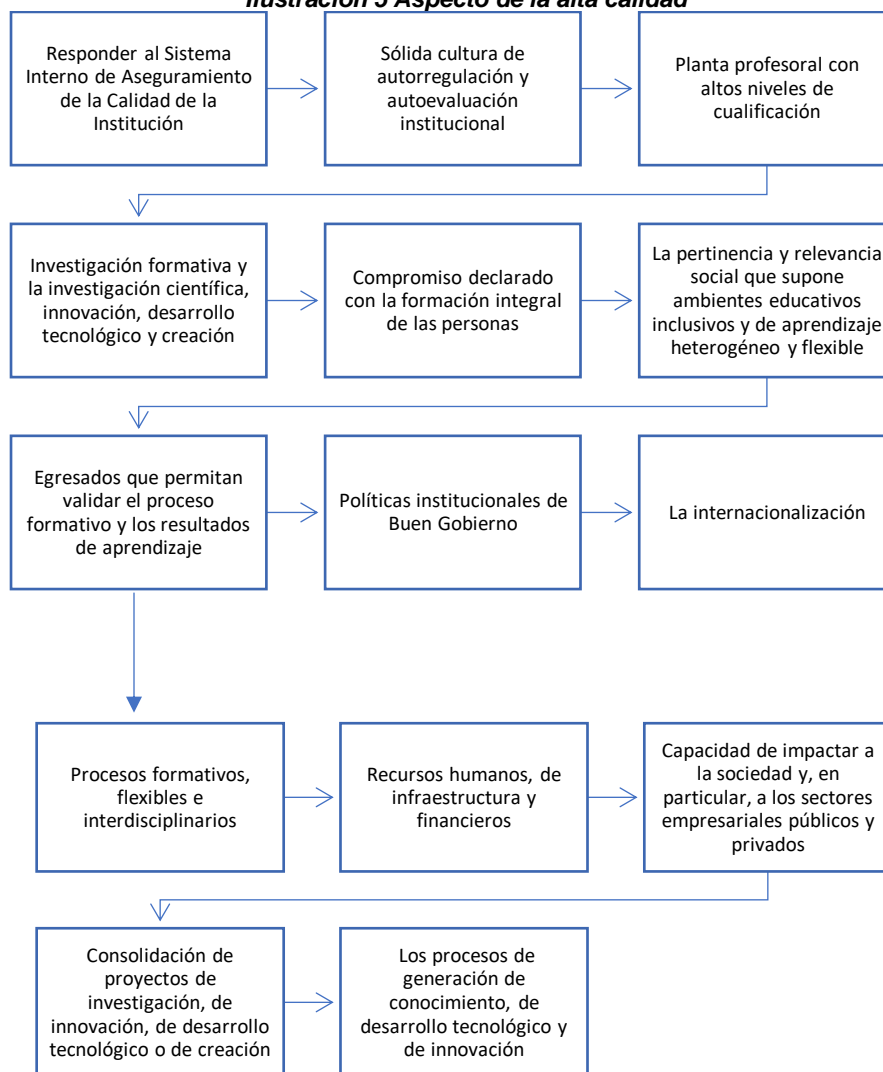 Ilustración 5 Aspecto de la alta calidad
Responder al Sistema
Interno de Aseguramiento
de la Calidad de la
Institución
Sólida cultura de
autorregulación y
autoevaluación
institucional
Planta profesoral con
altos niveles de
cualificación
Investigación formativa y
la investigación científica,
innovación, desarrollo
tecnológico y creación
Compromiso declarado
con la formación integral
de las personas
La pertinencia y relevancia
social que supone
ambientes educativos
inclusivos y de aprendizaje
heterogéneo y flexible
Egresados que permitan
validar el proceso
formativo y los resultados
de aprendizaje
Políticas institucionales de
Buen Gobierno
La internacionalización
Procesos formativos,
flexibles e
interdisciplinarios
Recursos humanos, de
infraestructura y
financieros
Capacidad de impactar a
la sociedad y, en
particular, a los sectores
empresariales públicos y
privados
Consolidación de
proyectos de
investigación, de
innovación, de desarrollo
tecnológico o de creación
Los procesos de
generación de
conocimiento, de
desarrollo tecnológico y
de innovación